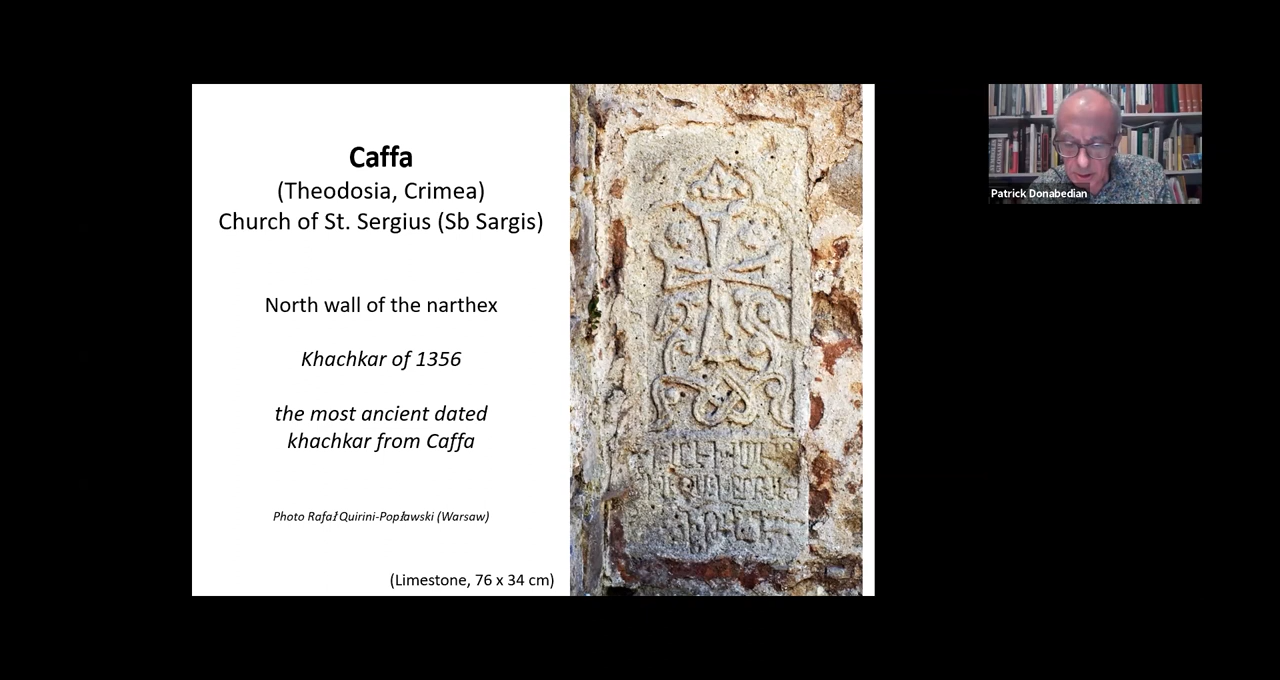 Caffa
(Theodosia, Crimea)
Church of St. Sergius (Sb Sargis)
North wall of the narthex
Khachkar of 1356
the most ancient dated
khachkar from Caffa
Photo Rafał Quirini-Popławski (Warsaw)
(Limestone, 76 x 34 cm)
Patrick Donabedian